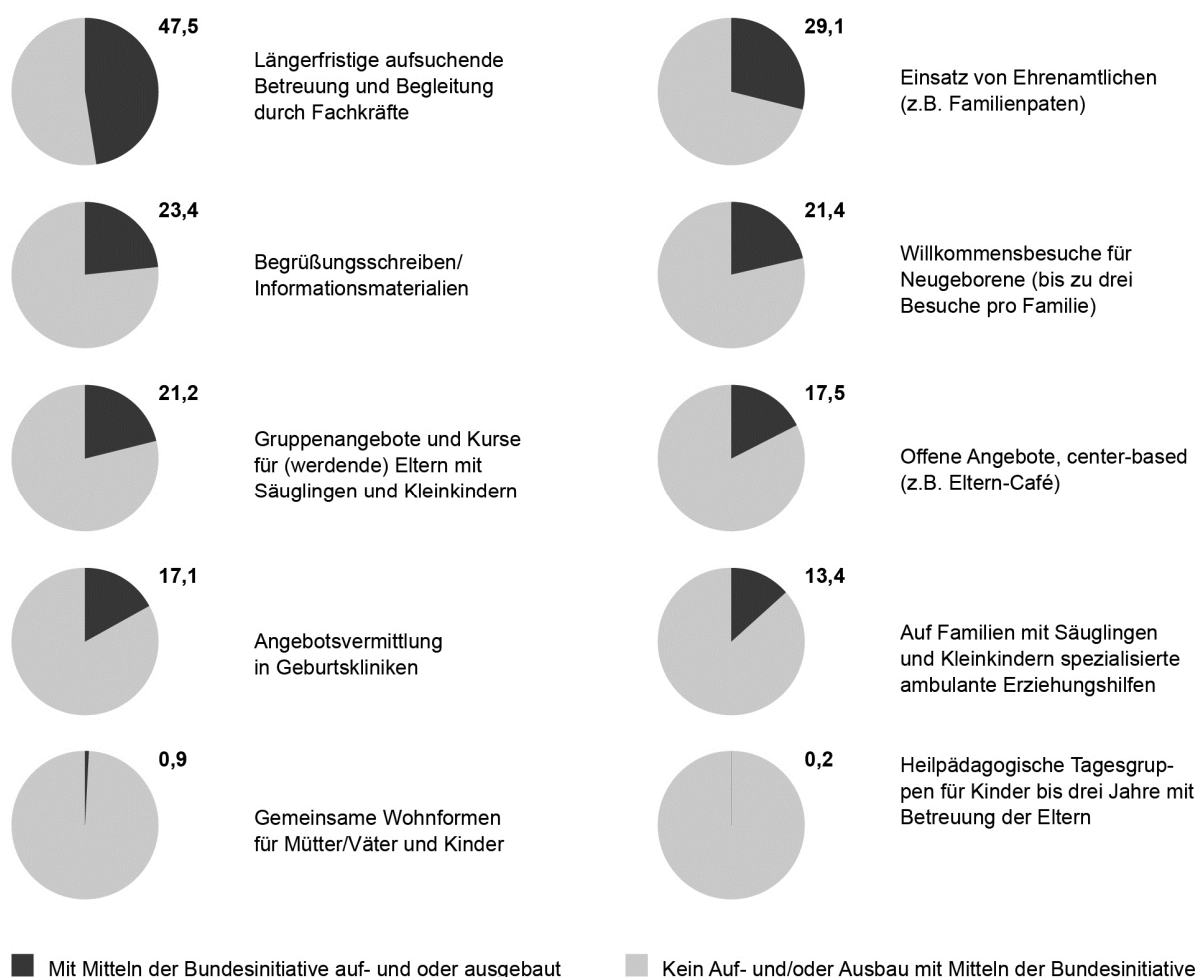 47,5
Längerfristige aufsuchende
Betreuung und Begleitung
durch Fachkräfte
29,1
Einsatz von Ehrenamtlichen
(z.B. Familienpaten)
23,4
Begrüßungsschreiben/
Informationsmaterialien
21,4
Willkommensbesuche für
Neugeborene (bis zu drei
Besuche pro Familie)
21,2
Gruppenangebote und Kurse
für (werdende) Eltern mit
Säuglingen und Kleinkindern
17,5
Offene Angebote, center-based
(z.B. Eltern-Café)
17,1
Angebotsvermittlung
in Geburtskliniken
13,4
Auf Familien mit Säuglingen
und Kleinkindern spezialisierte
ambulante Erziehungshilfen
0,9
Gemeinsame Wohnformen
für Mütter/Väter und Kinder
0,2
Heilpädagogische Tagesgrup-
pen für Kinder bis drei Jahre mit
Betreuung der Eltern
Mit Mitteln der Bundesinitiative auf- und oder ausgebaut
Kein Auf- und/oder Ausbau mit Mitteln der Bundesinitiative